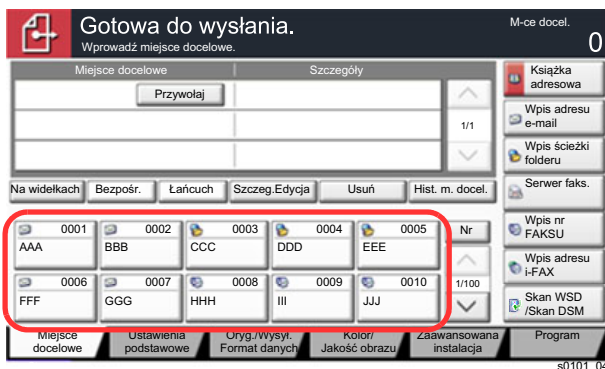 Gotowa do wysłania.
Wprowadź miejsce docelowe.
M-ce docel.
0
Miejsce docelowe
Szczegóły
Przywołaj
1/1
Książka
adresowa
Wpis adresu
e-mail
Wpis ścieżki
folderu
Serwer faks.
Wpis nr
FAKSU
Wpis adresu
i-FAX
Skan WSD
/Skan DSM
Na widełkach
Bezpośr.
Łańcuch
Szczeg.Edycja
Usuń
Hist. m. docel.
0001
AAA
0002
BBB
0003
CCC
0004
DDD
0005
EEE
Nr
0006
FFF
0007
GGG
0008
HHH
0009
III
0010
JJJ
1/100
Miejsce
docelowe
Ustawienia
podstawowe
Oryg./Wysył.
Format danych
Kolor/
Jakość obrazu
Zaawansowana
instalacja
Program
s0101_04